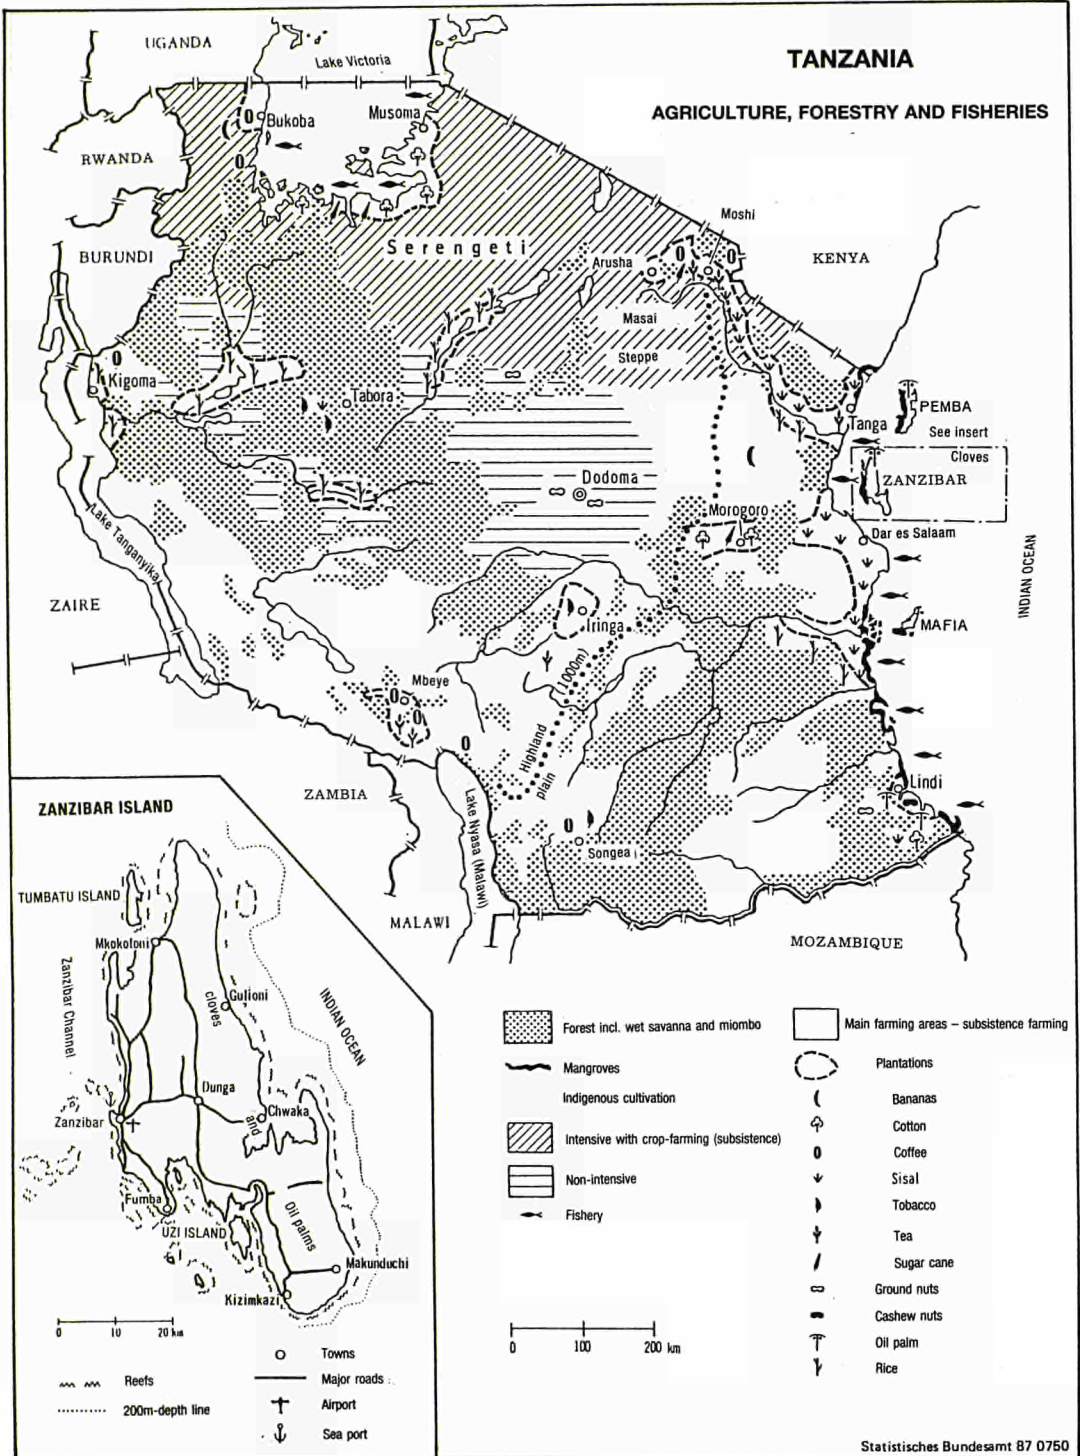 TANZANIA
AGRICULTURE, FORESTRY AND FISHERIES
UGANDA
Lake Victoria
Bukoba
Musoma
RWANDA
BURUNDI
Serengeti
Moshi
Arusha
KENYA
Masai
Steppe
Kigoma
Tabora
Tanga
PEMBA
See insert
Cloves
ZANZIBAR
Dodoma
Morogoro
Dar es Salaam
Lake Tanganyika
ZAIRE
INDIAN OCEAN
Iringa
MAFIA
Mbeye
Highland (1000m)
plain
ZAMBIA
Lake Nyasa (Malawi)
Lindi
Songea
MALAWI
MOZAMBIQUE
ZANZIBAR ISLAND
TUMBATU ISLAND
Mkokotoni
Zanzibar Channel
cloves
Gulioni
INDIAN OCEAN
Dunga
Zanzibar
and
Chwaka
Fumba
UZI ISLAND
Oil palms
Makunduchi
Kizimkazi
0 10 20 km
Towns
Reefs
Major roads
200m-depth line
Airport
Sea port
Forest incl. wet savanna and miombo
Mangroves
Indigenous cultivation
Intensive with crop-farming (subsistence)
Non-intensive
Fishery
0 100 200 km
Main farming areas – subsistence farming
Plantations
Bananas
Cotton
Coffee
Sisal
Tobacco
Tea
Sugar cane
Ground nuts
Cashew nuts
Oil palm
Rice
Statistisches Bundesamt 87 0750